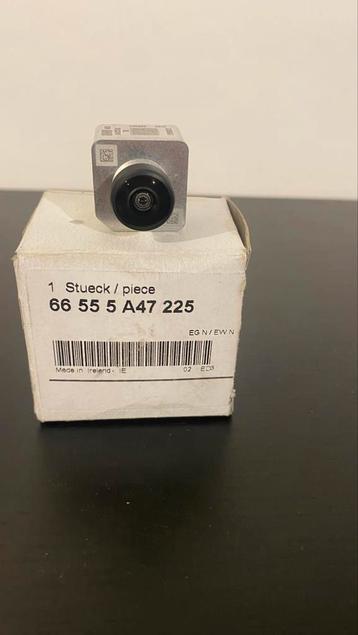 1 Stueck / piece
66 55 5 A47 225
EG N / EW N
Made in Ireland - IE 02